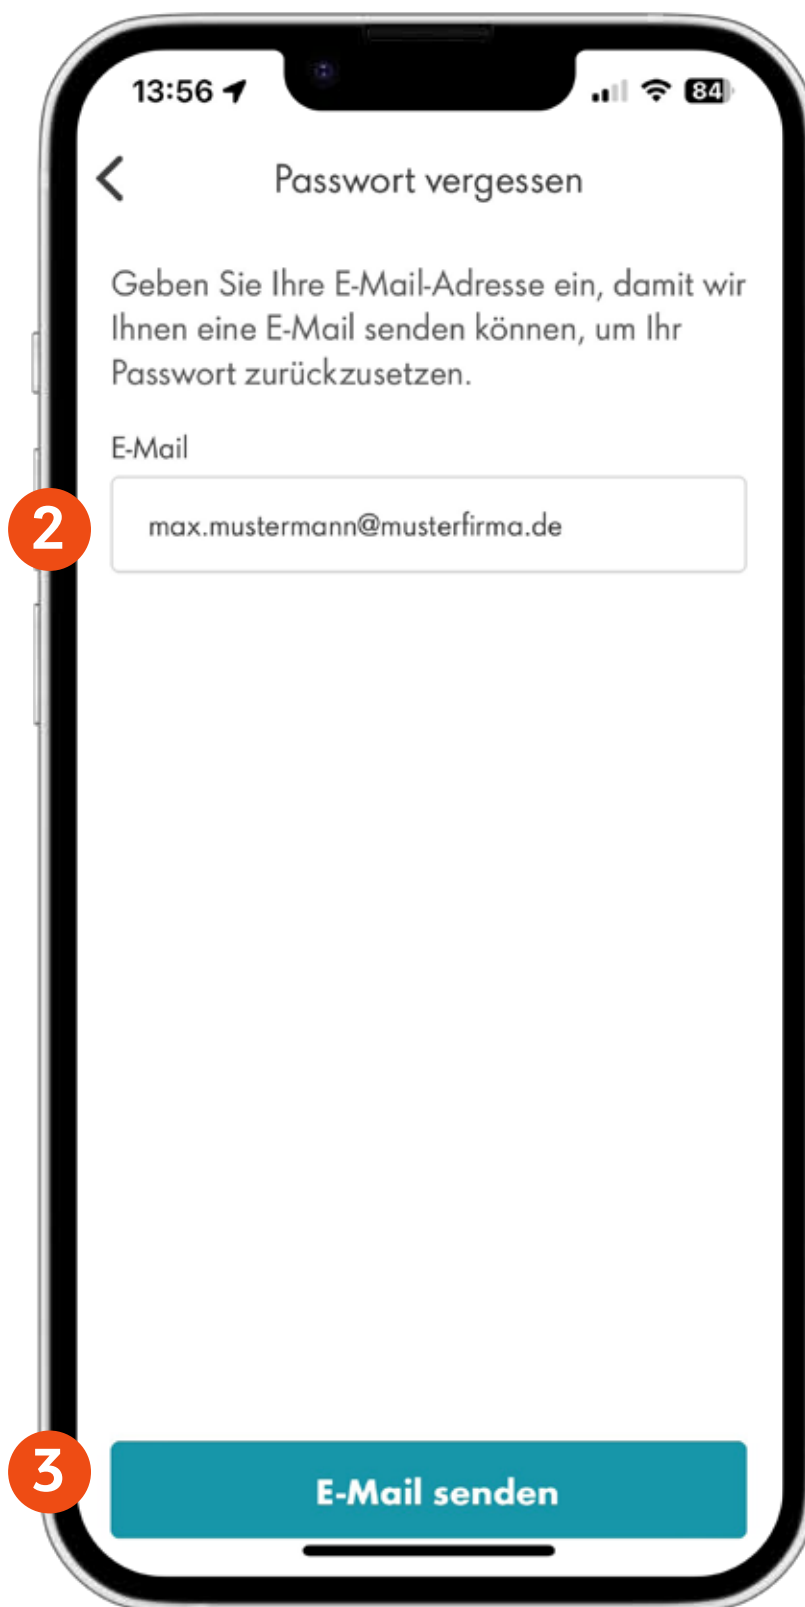 13:56
84
Passwort vergessen
Geben Sie Ihre E-Mail-Adresse ein, damit wir
Ihnen eine E-Mail senden können, um Ihr
Passwort zurückzusetzen.
E-Mail
2
max.mustermann@musterfirma.de
3
E-Mail senden